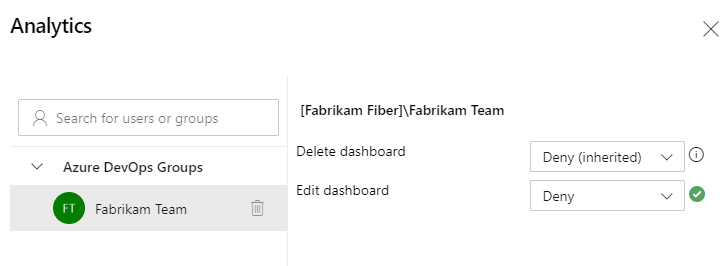 Analytics
Search for users or groups
Azure DevOps Groups
FT Fabrikam Team
[Fabrikam Fiber]\Fabrikam Team
Delete dashboard Deny (inherited)
Edit dashboard Deny